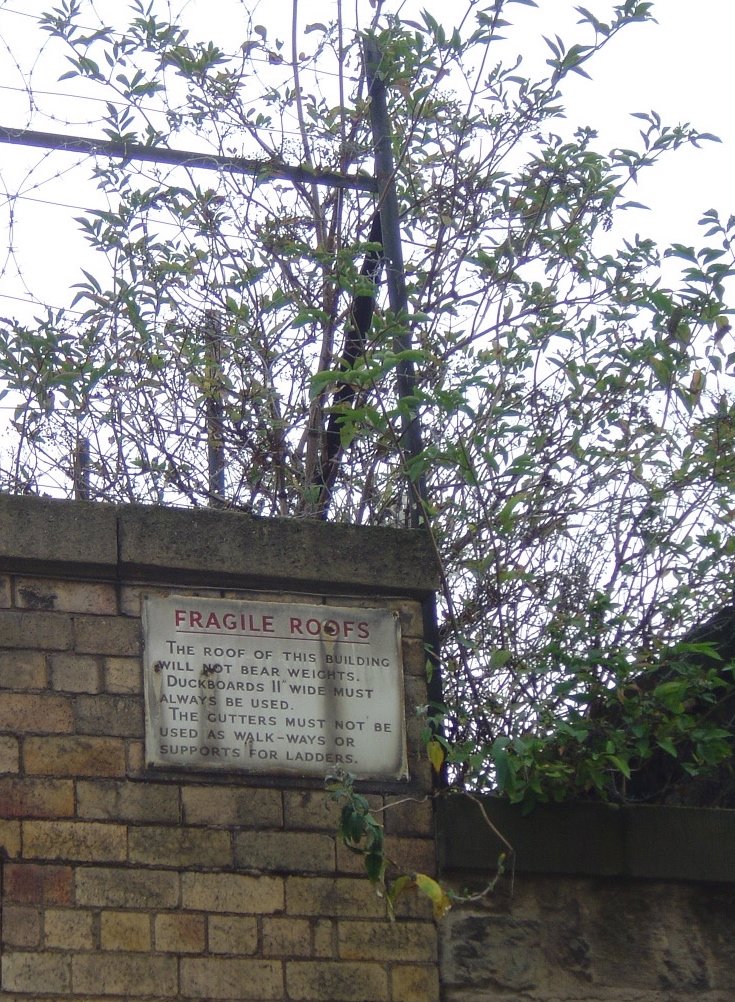 FRAGILE ROOFS
THE ROOF OF THIS BUILDING
WILL NOT BEAR WEIGHTS.
DUCKBOARDS 11" WIDE MUST
ALWAYS BE USED.
THE GUTTERS MUST NOT BE
USED AS WALK-WAYS OR
SUPPORTS FOR LADDERS.